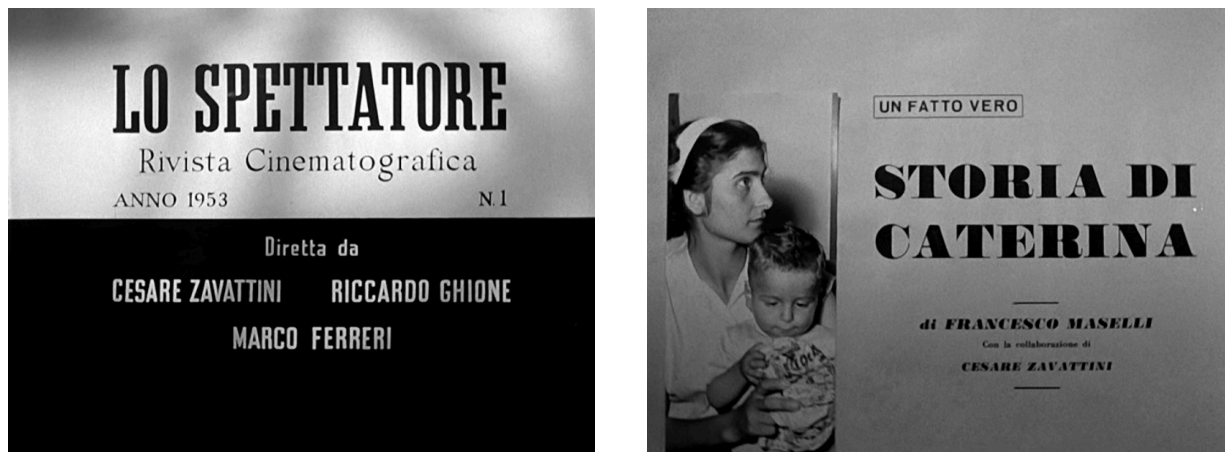 LO SPETTATORE
Rivista Cinematografica
ANNO 1953 N. 1
Diretta da
CESARE ZAVATTINI RICCARDO GHIONE
MARCO FERRERI
UN FATTO VERO
STORIA DI
CATERINA
di FRANCESCO MASELLI
Con la collaborazione di
CESARE ZAVATTINI